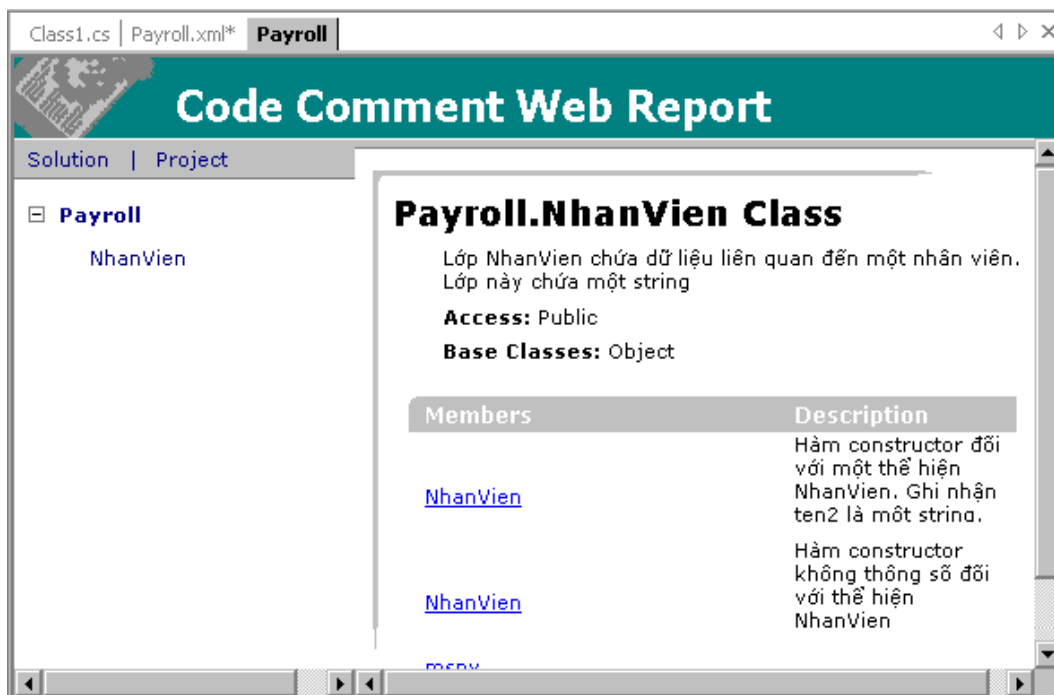 Class1.cs | Payroll.xml* Payroll
Code Comment Web Report
Solution | Project
Payroll
NhanVien
Payroll.NhanVien Class
Lớp NhanVien chứa dữ liệu liên quan đến một nhân viên.
Lớp này chứa một string
Access: Public
Base Classes: Object
Members Description
NhanVien
Hàm constructor đối
với một thể hiện
NhanVien. Ghi nhận
ten2 là một string.
NhanVien
Hàm constructor
không thông số đối
với thể hiện
NhanVien